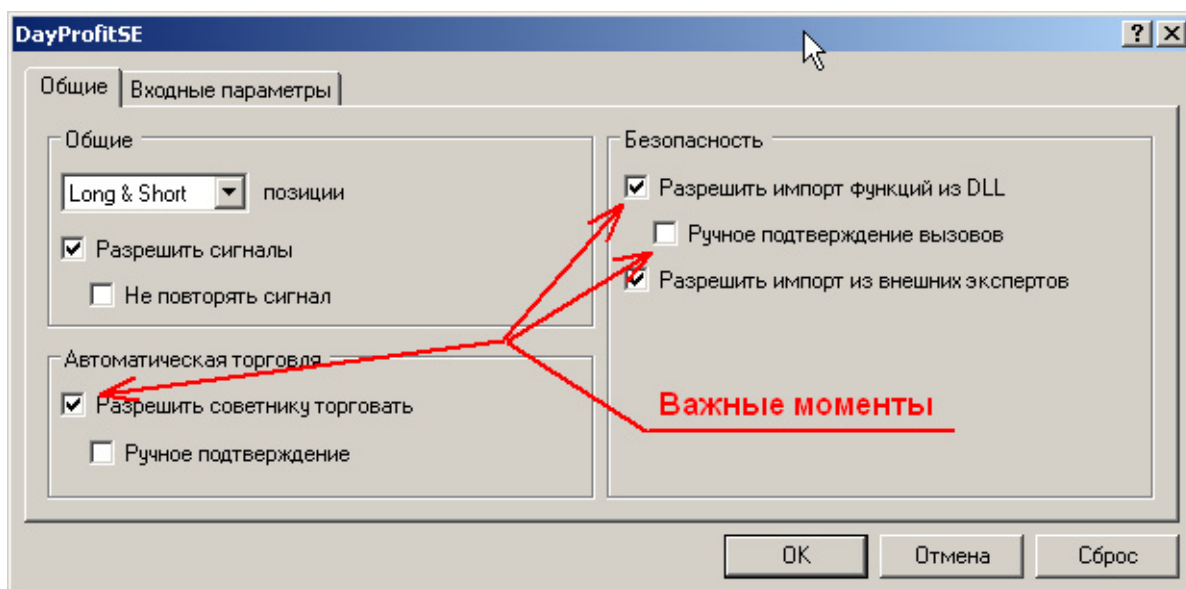 DayProfitSE
Общие
Входные параметры
Общие
Long & Short
позиции
Разрешить сигналы
Не повторять сигнал
Автоматическая торговля
Разрешить советнику торговать
Ручное подтверждение
Безопасность
Разрешить импорт функций из DLL
Ручное подтверждение вызовов
Разрешить импорт из внешних экспертов
Важные моменты
OK
Отмена
Сброс